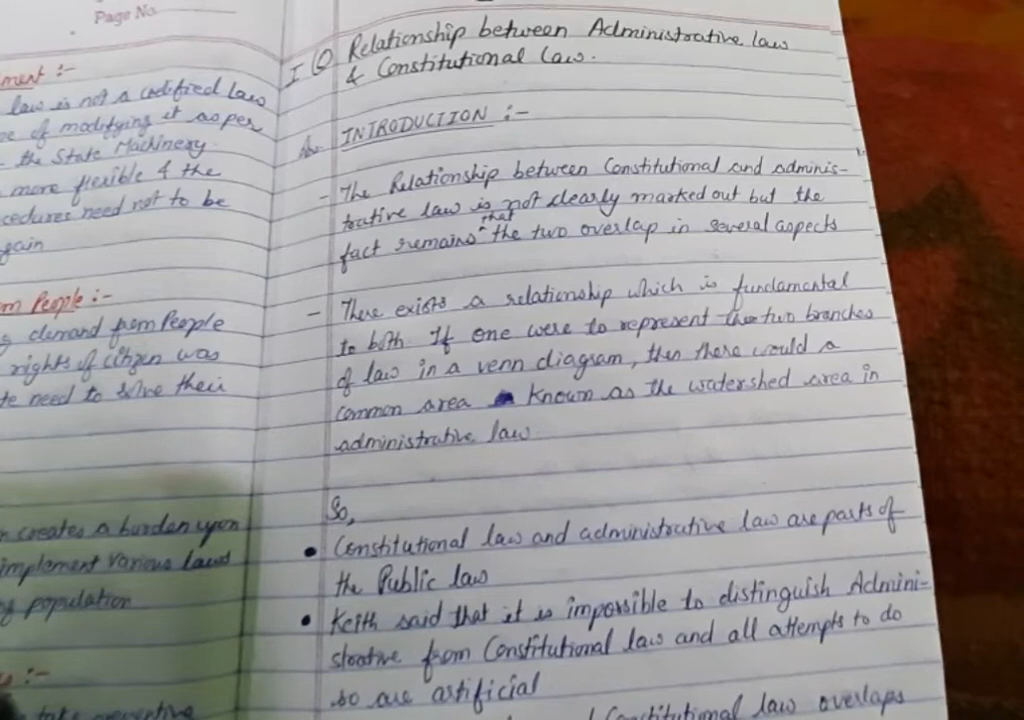 Page No.
ment :-
law is not a codified law
of modifying it as per
the State Machinery
more flexible & the
cedures need not to be
gain
m People :-
demand from People
rights of citizen was
te need to solve their
creates a burden upon
implement various laws
population
:-
take preventive
I Q Relationship between Administrative law
& Constitutional law.
INTRODUCTION :-
- The Relationship between Constitutional and adminis-
trative law is not clearly marked out but the
fact remains that the two overlap in several aspects
- There exists a relationship which is fundamental
to both. If one were to represent the two branches
of law in a venn diagram, then there would a
common area known as the watershed area in
administrative law.
So,
• Constitutional law and administrative law are parts of
the Public law
• Keith said that it is impossible to distinguish Admini-
strative from Constitutional law and all attempts to do
so are artificial
Constitutional law overlaps